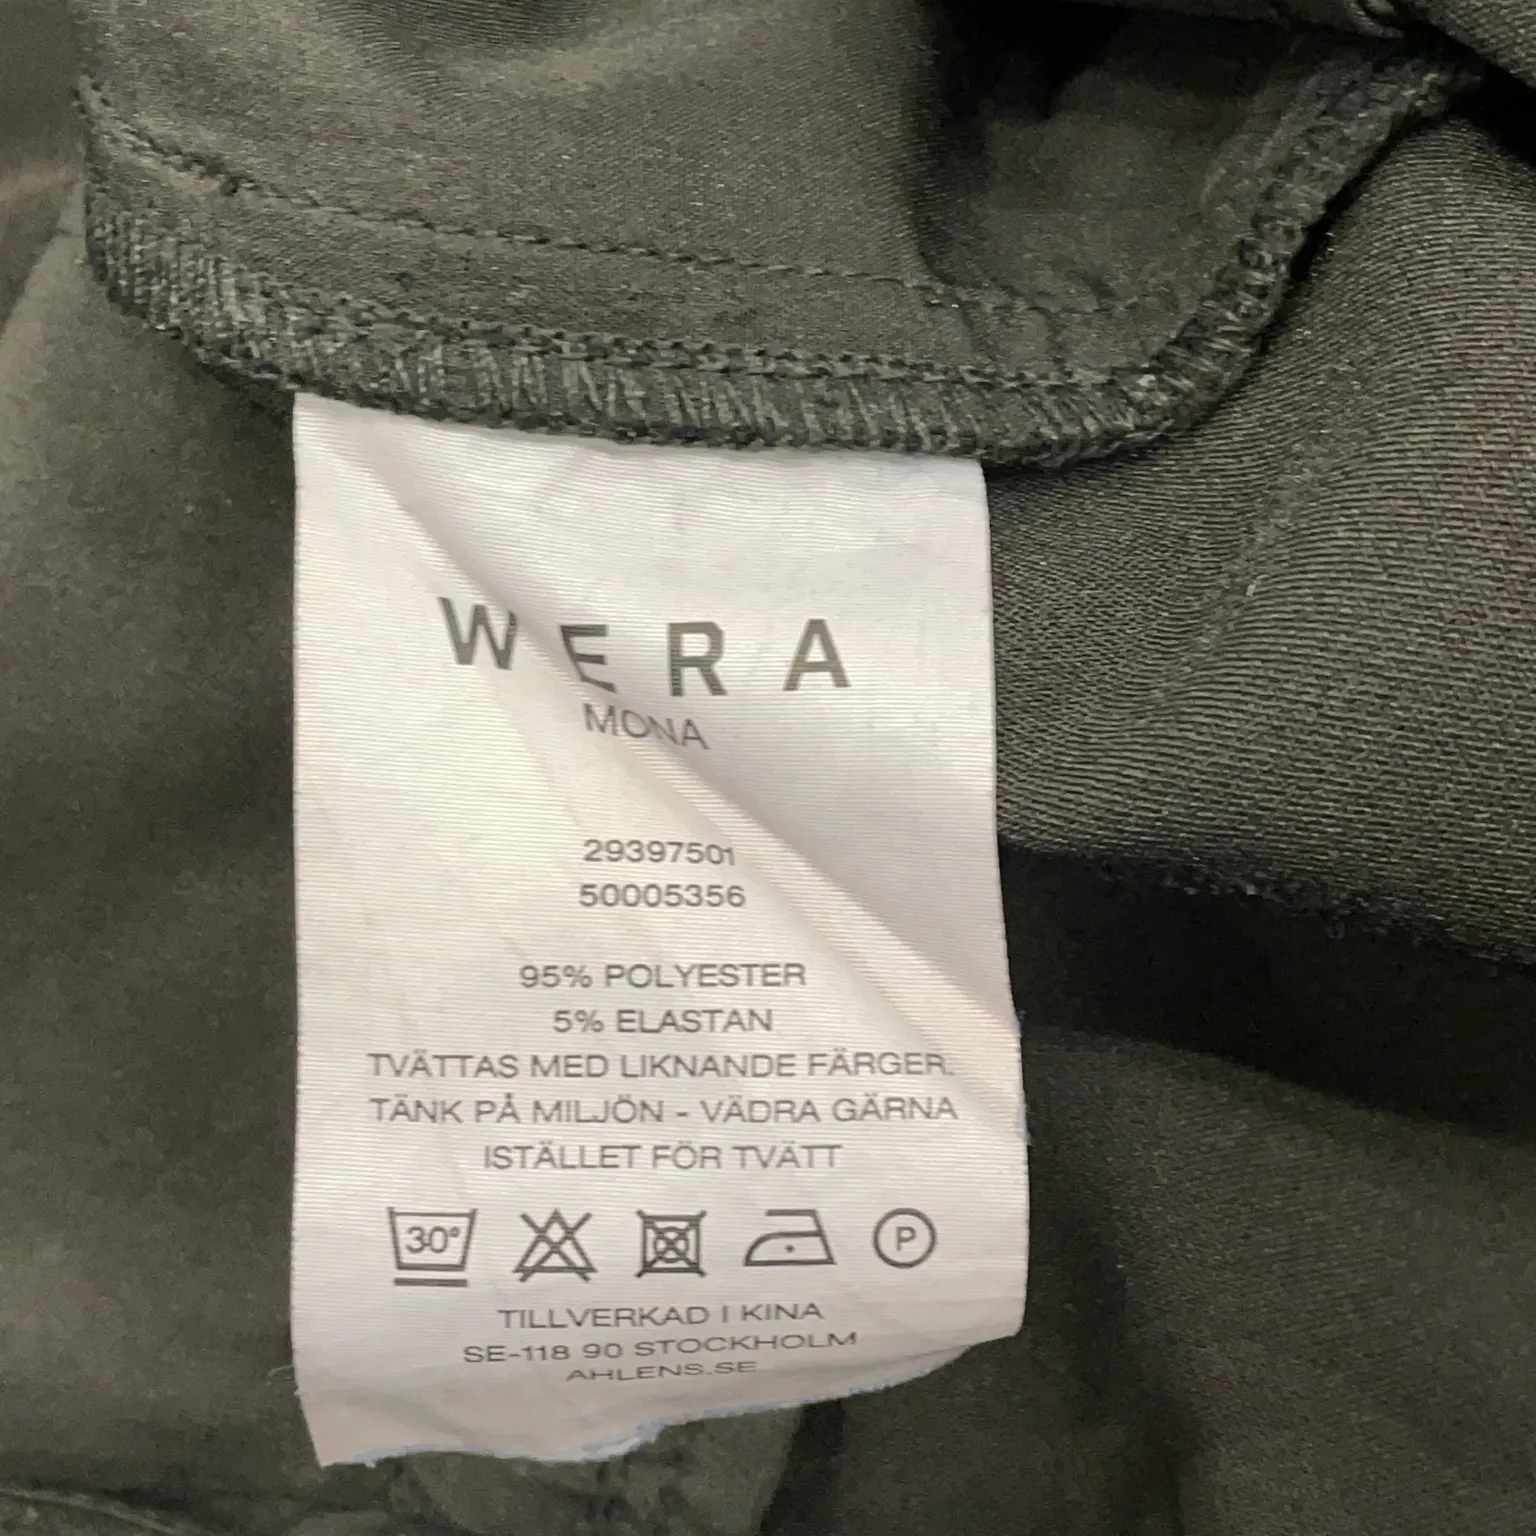 WERA
MONA
29397501
50005356
95% POLYESTER
5% ELASTAN
TVÄTTAS MED LIKNANDE FÄRGER.
TÄNK PÅ MILJÖN - VÄDRA GÄRNA
ISTÄLLET FÖR TVÄTT
30° P
TILLVERKAD I KINA
SE-118 90 STOCKHOLM
AHLENS.SE